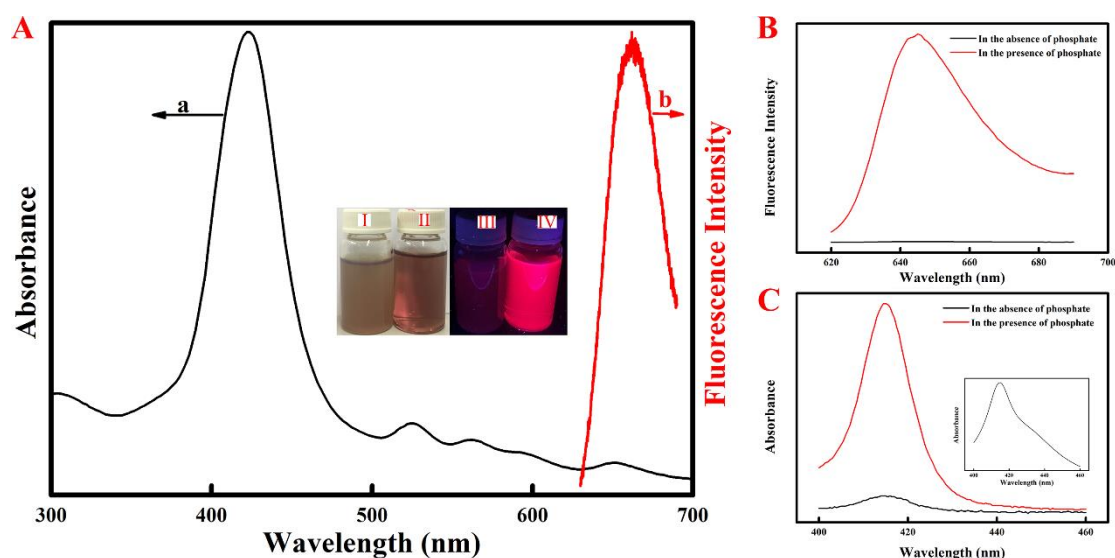 A
a
b
Absorbance
Fluorescence Intensity
I
II
III
IV
300
400
500
600
700
Wavelength (nm)
B
In the absence of phosphate
In the presence of phosphate
Fluorescence Intensity
620
640
660
680
700
Wavelength (nm)
C
In the absence of phosphate
In the presence of phosphate
Absorbance
Absorbance
400
420
440
460
Wavelength (nm)
400
420
440
460
Wavelength (nm)